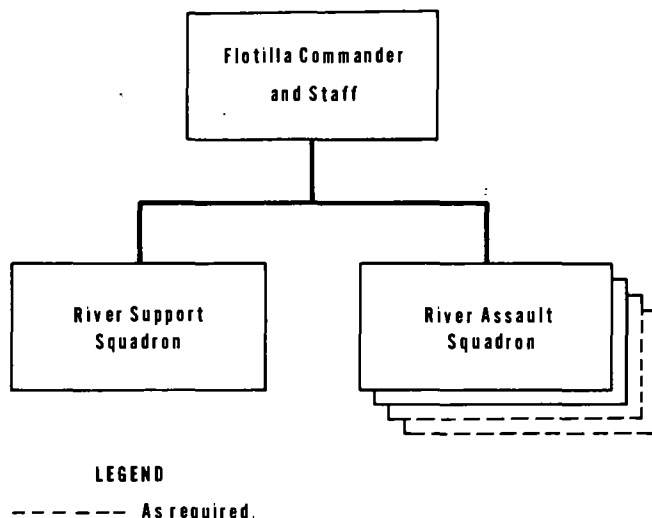 Flotilla Commander
and Staff
River Support
Squadron
River Assault
Squadron
LEGEND
As required.